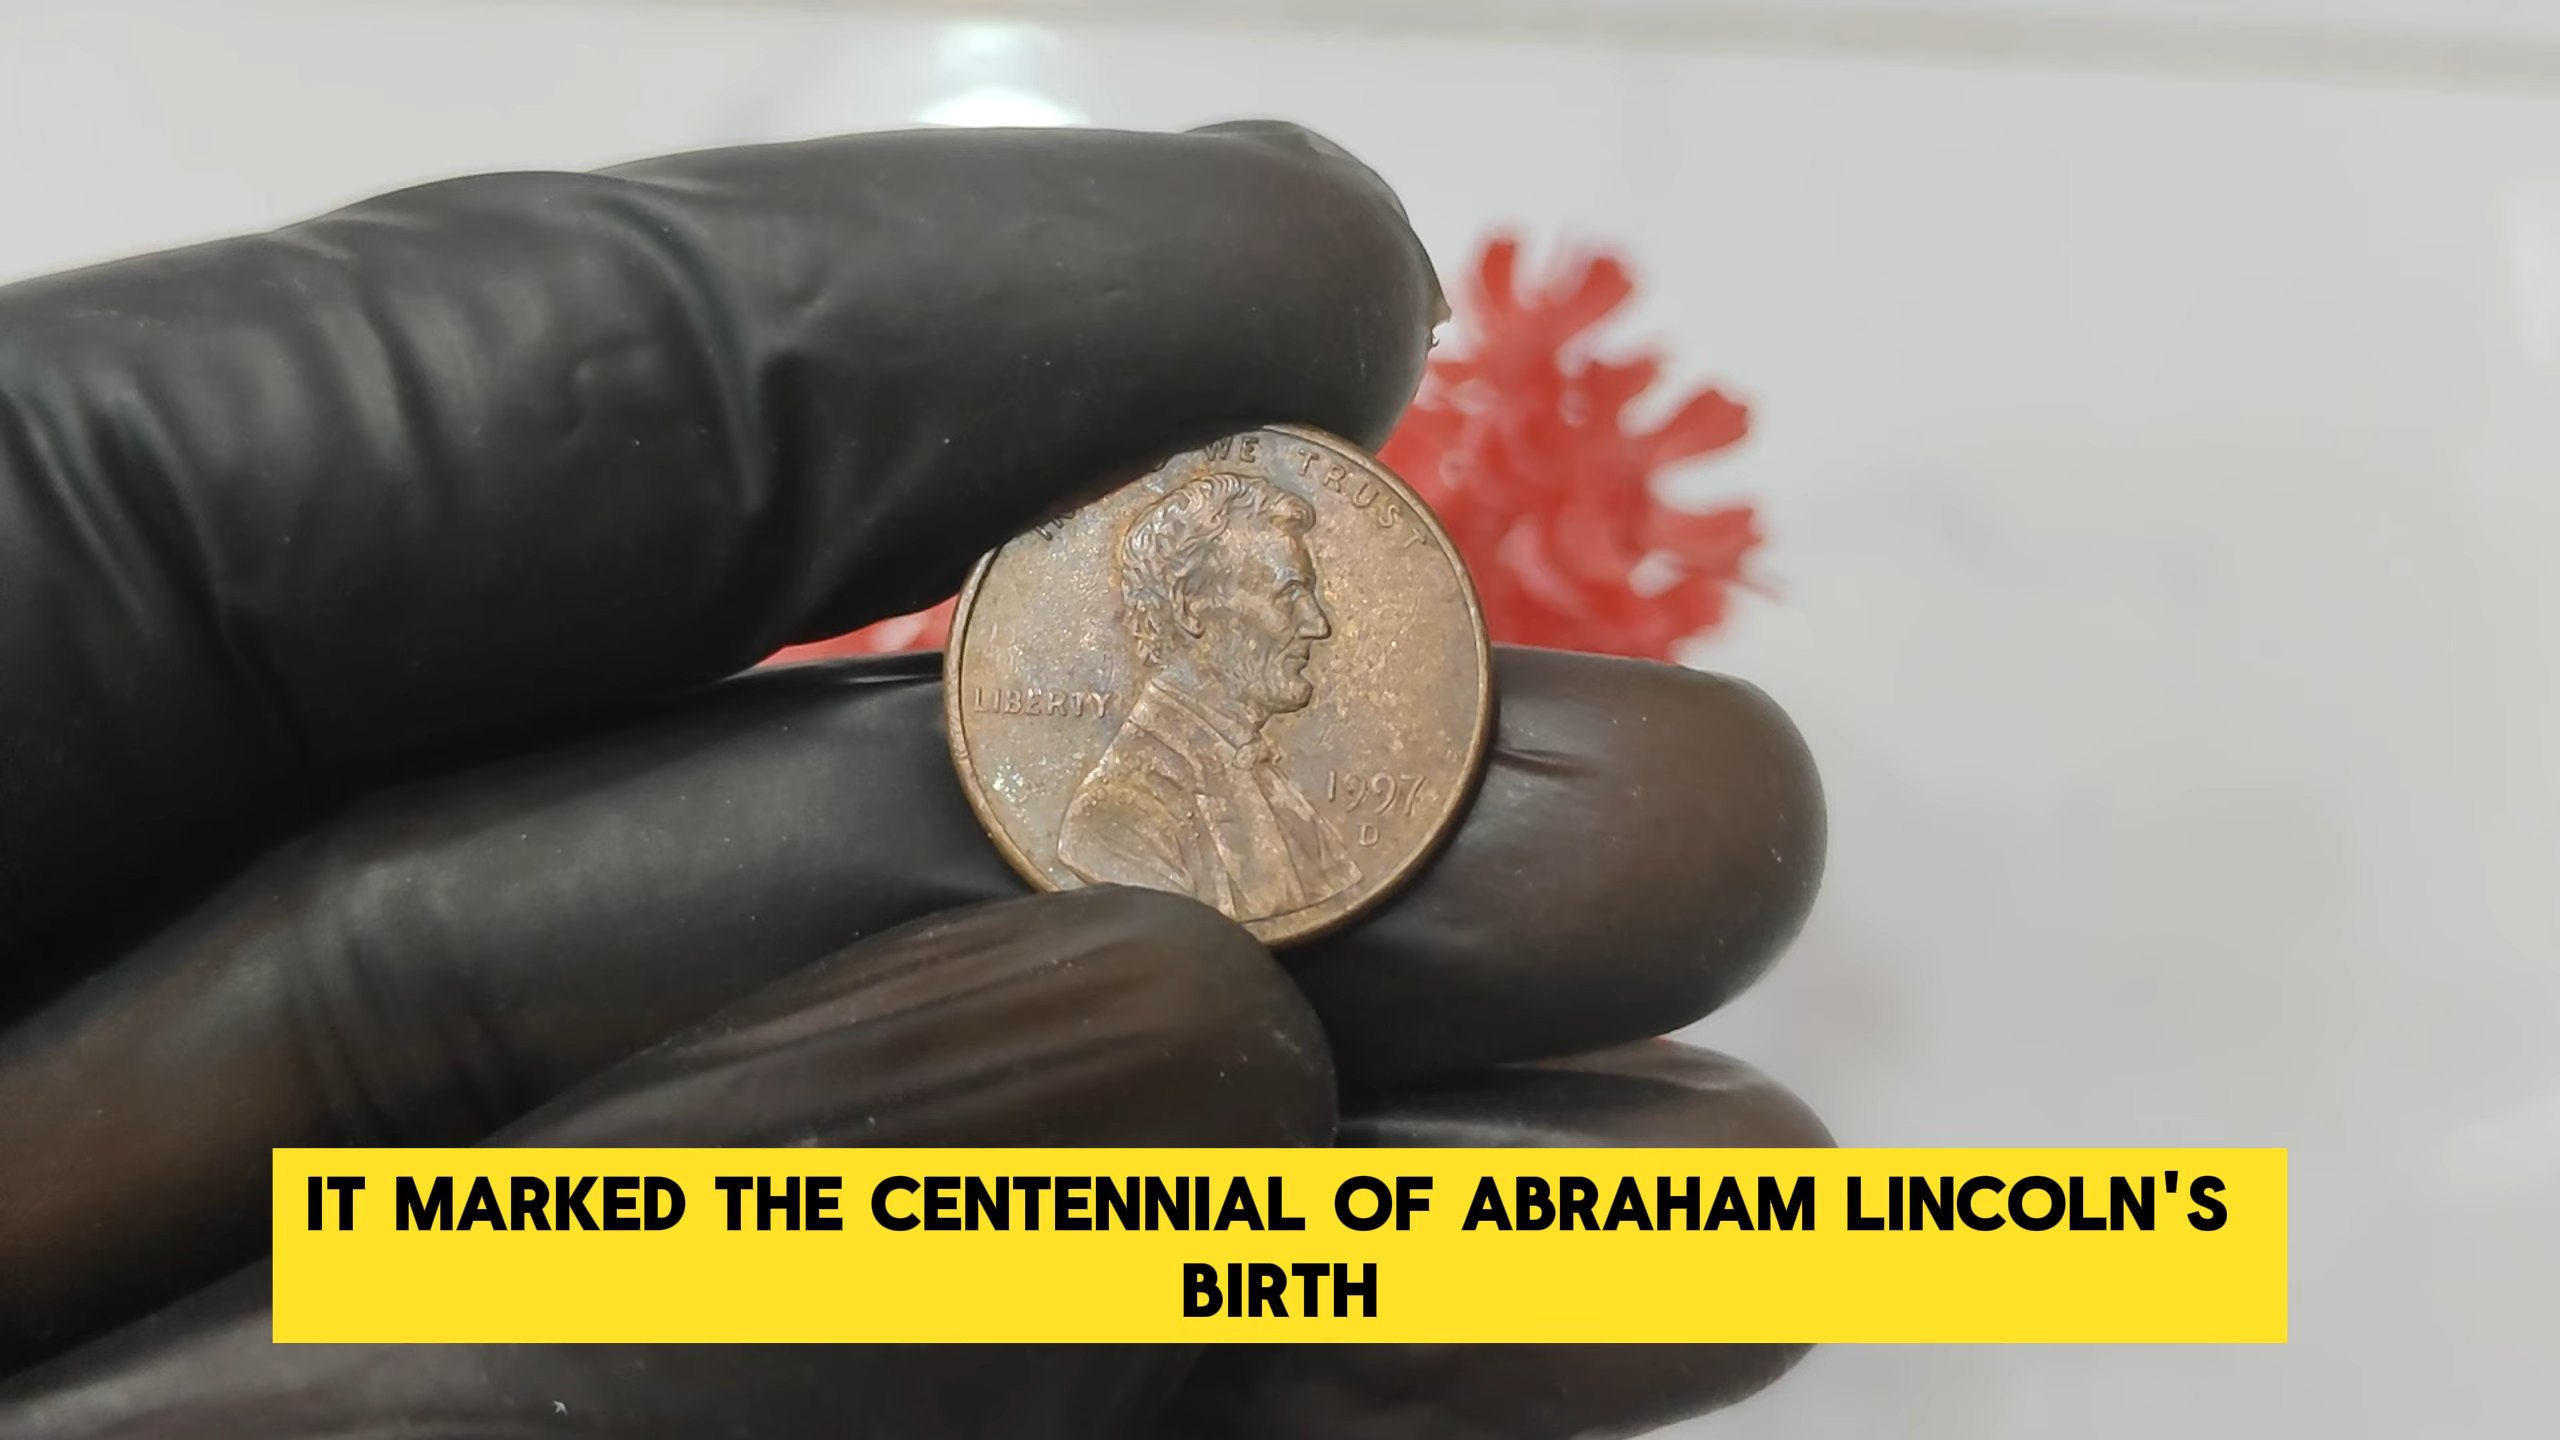 WE TRUST
LIBERTY
1997
D
IT MARKED THE CENTENNIAL OF ABRAHAM LINCOLN'S
BIRTH